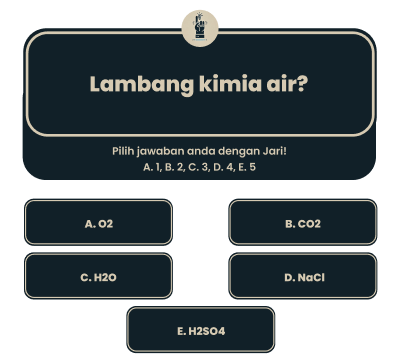 Lambang kimia air?
Pilih jawaban anda dengan Jari!
A. 1, B. 2, C. 3, D. 4, E. 5
A. O2
B. CO2
C. H2O
D. NaCl
E. H2SO4